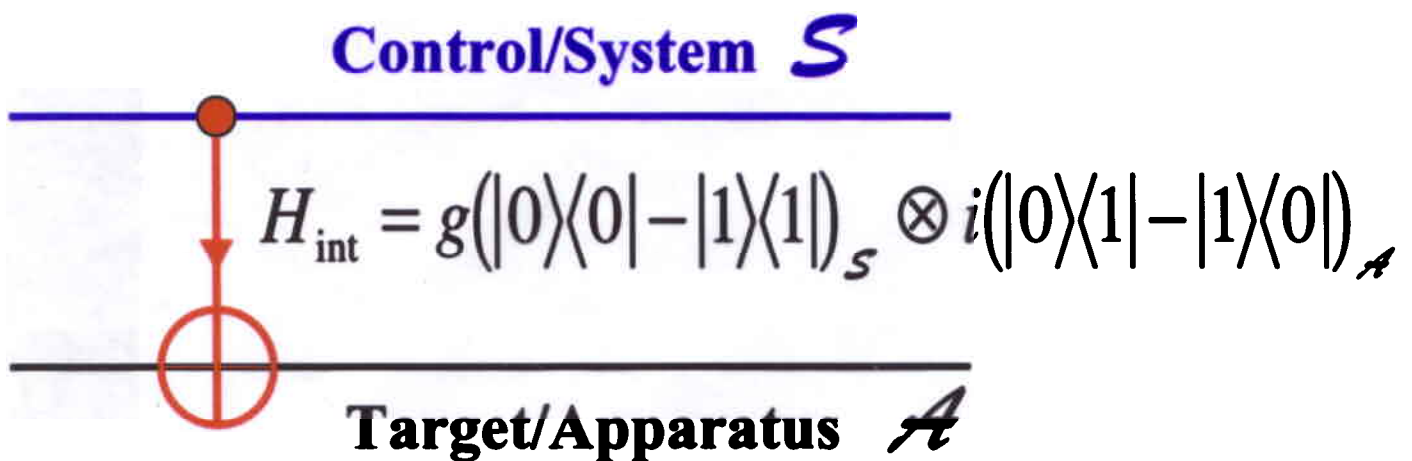 Control/System 𝒮
H_int = g(|0⟩⟨0| − |1⟩⟨1|)_𝒮 ⊗ i(|0⟩⟨1| − |1⟩⟨0|)_𝒜
Target/Apparatus 𝒜